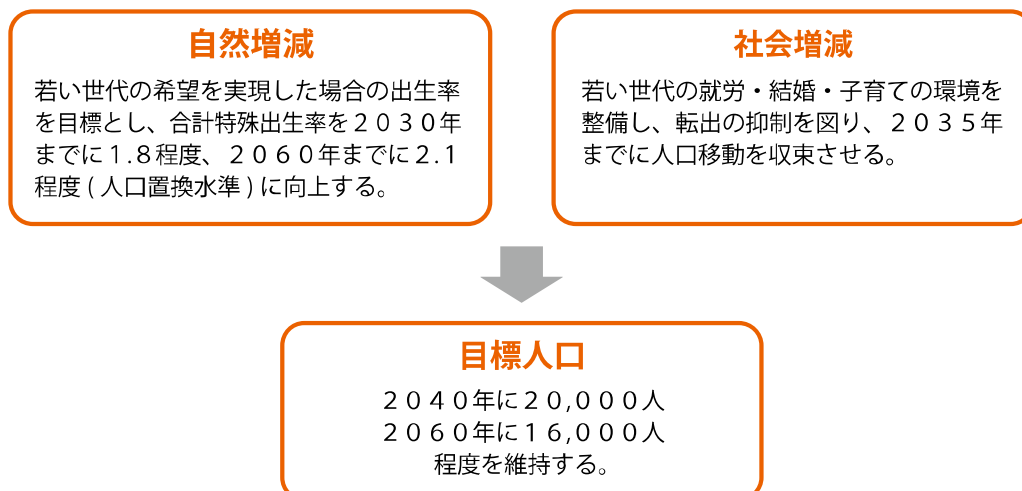 自然増減
若い世代の希望を実現した場合の出生率
を目標とし、合計特殊出生率を２０３０年
までに１.８程度、２０６０年までに２.１
程度 ( 人口置換水準 ) に向上する。
社会増減
若い世代の就労・結婚・子育ての環境を
整備し、転出の抑制を図り、２０３５年
までに人口移動を収束させる。
目標人口
２０４０年に２０,０００人
２０６０年に１６,０００人
程度を維持する。